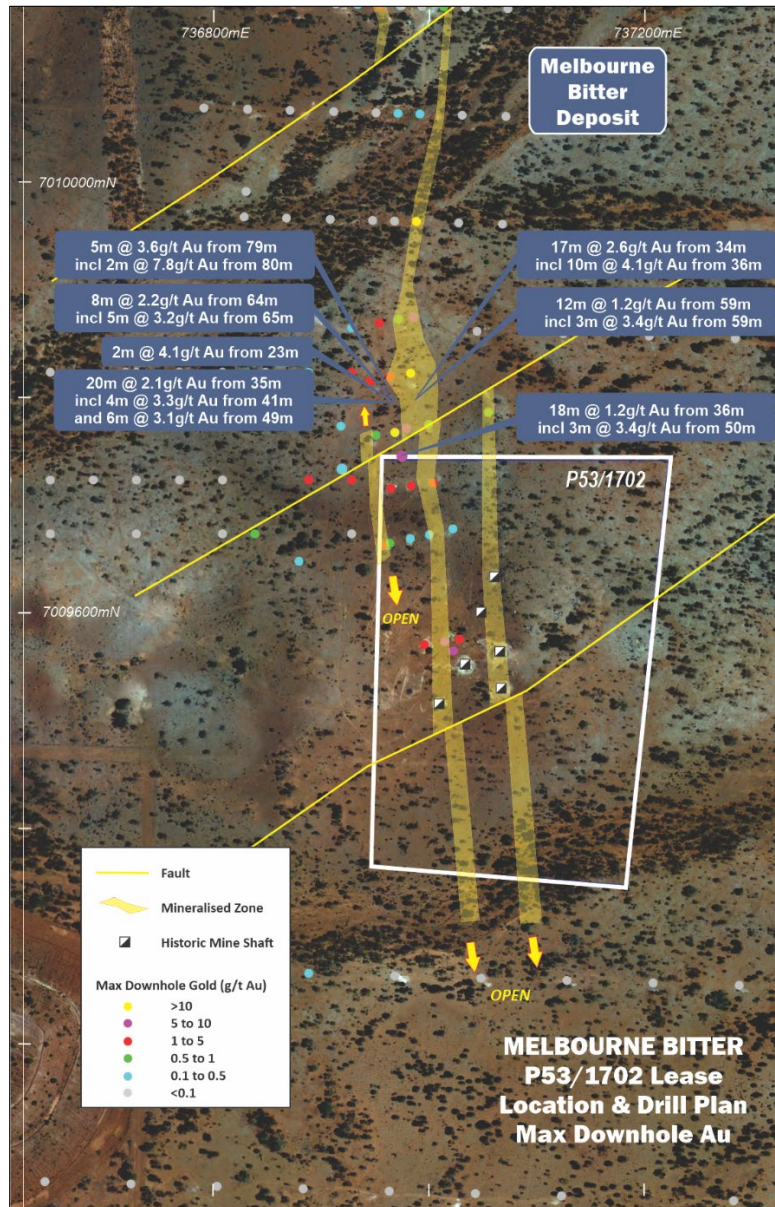 736800mE
737200mE
Melbourne
Bitter
Deposit
7010000mN
5m @ 3.6g/t Au from 79m
incl 2m @ 7.8g/t Au from 80m
17m @ 2.6g/t Au from 34m
incl 10m @ 4.1g/t Au from 36m
8m @ 2.2g/t Au from 64m
incl 5m @ 3.2g/t Au from 65m
12m @ 1.2g/t Au from 59m
incl 3m @ 3.4g/t Au from 59m
2m @ 4.1g/t Au from 23m
20m @ 2.1g/t Au from 35m
incl 4m @ 3.3g/t Au from 41m
and 6m @ 3.1g/t Au from 49m
18m @ 1.2g/t Au from 36m
incl 3m @ 3.4g/t Au from 50m
P53/1702
7009600mN
OPEN
Fault
Mineralised Zone
Historic Mine Shaft
Max Downhole Gold (g/t Au)
>10
5 to 10
1 to 5
0.5 to 1
0.1 to 0.5
<0.1
OPEN
MELBOURNE BITTER
P53/1702 Lease
Location & Drill Plan
Max Downhole Au